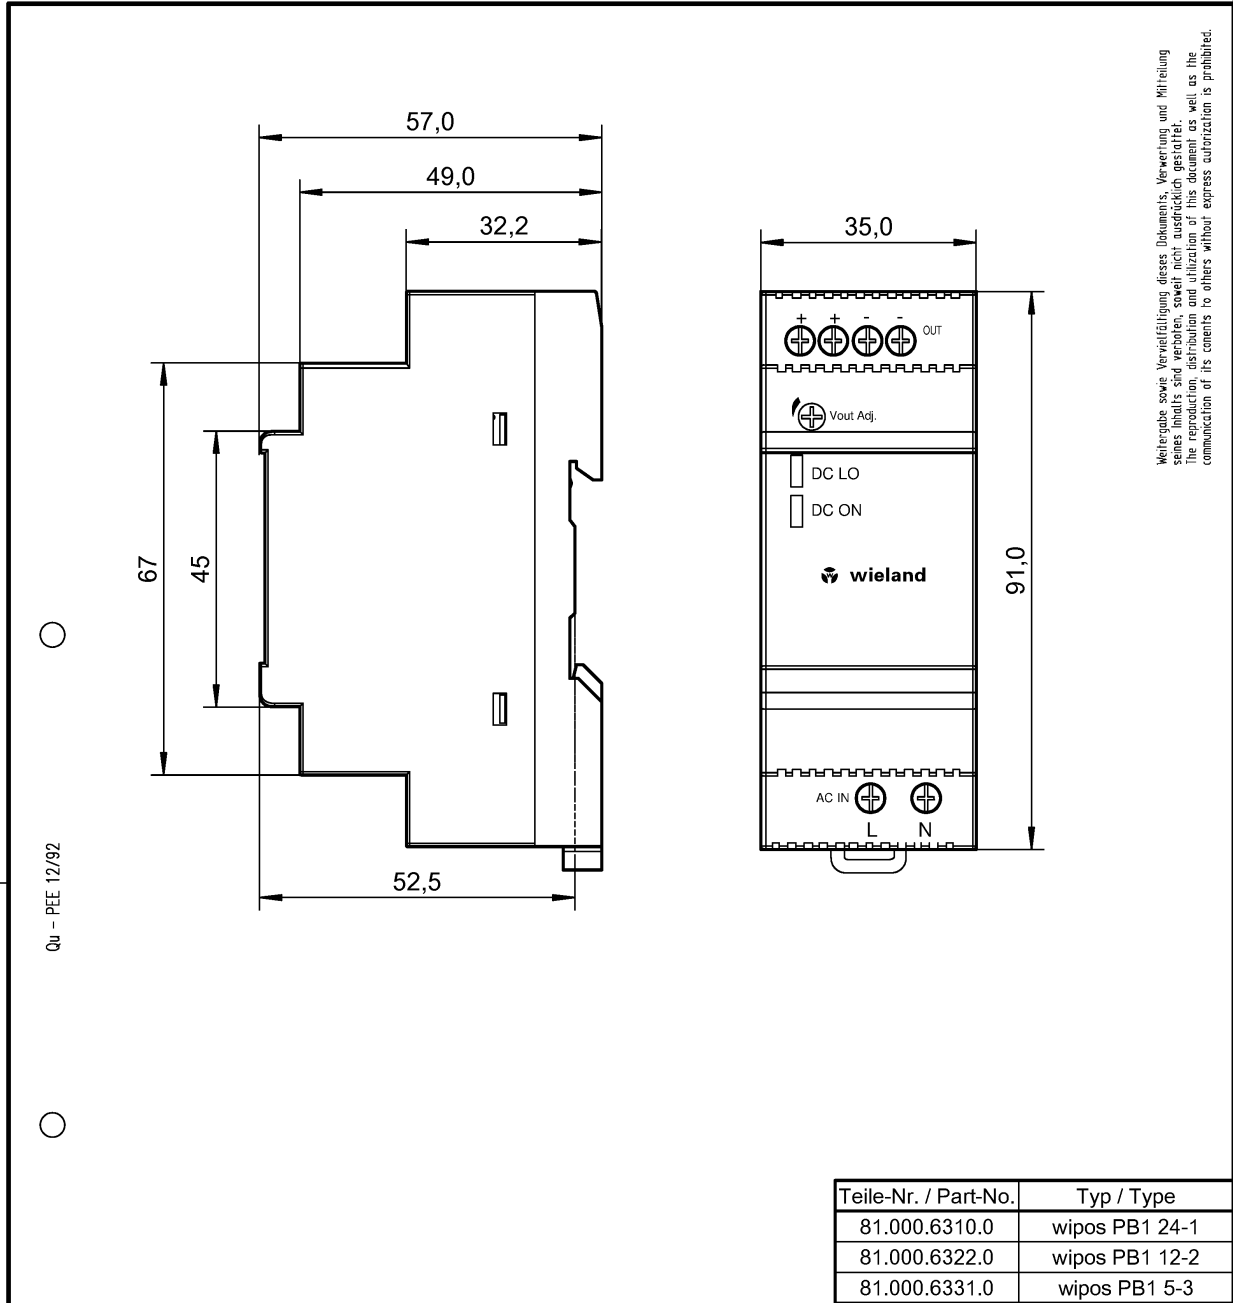 57,0
49,0
32,2
35,0
67
45
91,0
52,5
+ + - -
OUT
Vout Adj.
DC LO
DC ON
wieland
AC IN
L N
Weitergabe sowie Vervielfältigung dieses Dokuments, Verwertung und Mitteilung
seines Inhalts sind verboten, soweit nicht ausdrücklich gestattet.
The reproduction, distribution and utilization of this document as well as the
communication of its conents to others without express autorization is prohibited.
Qu - PEE 12/92
Teile-Nr. / Part-No. Typ / Type
81.000.6310.0 wipos PB1 24-1
81.000.6322.0 wipos PB1 12-2
81.000.6331.0 wipos PB1 5-3